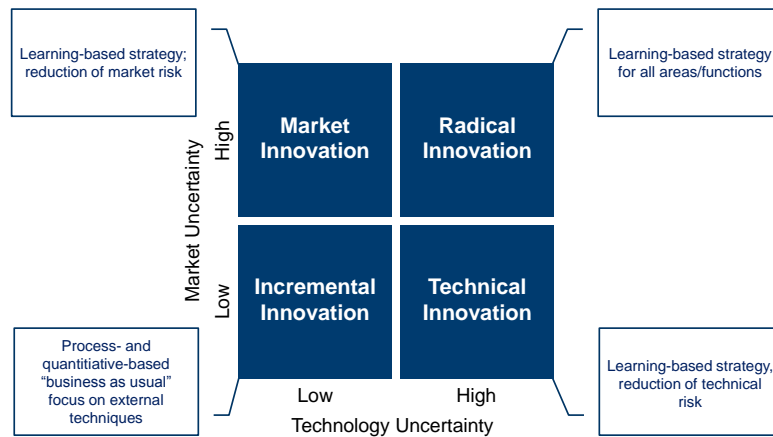 Learning-based strategy;
reduction of market risk
Learning-based strategy
for all areas/functions
Market Uncertainty
High
Low
Market
Innovation
Radical
Innovation
Incremental
Innovation
Technical
Innovation
Process- and
quantitiative-based
“business as usual”
focus on external
techniques
Learning-based strategy,
reduction of technical
risk
Low
High
Technology Uncertainty